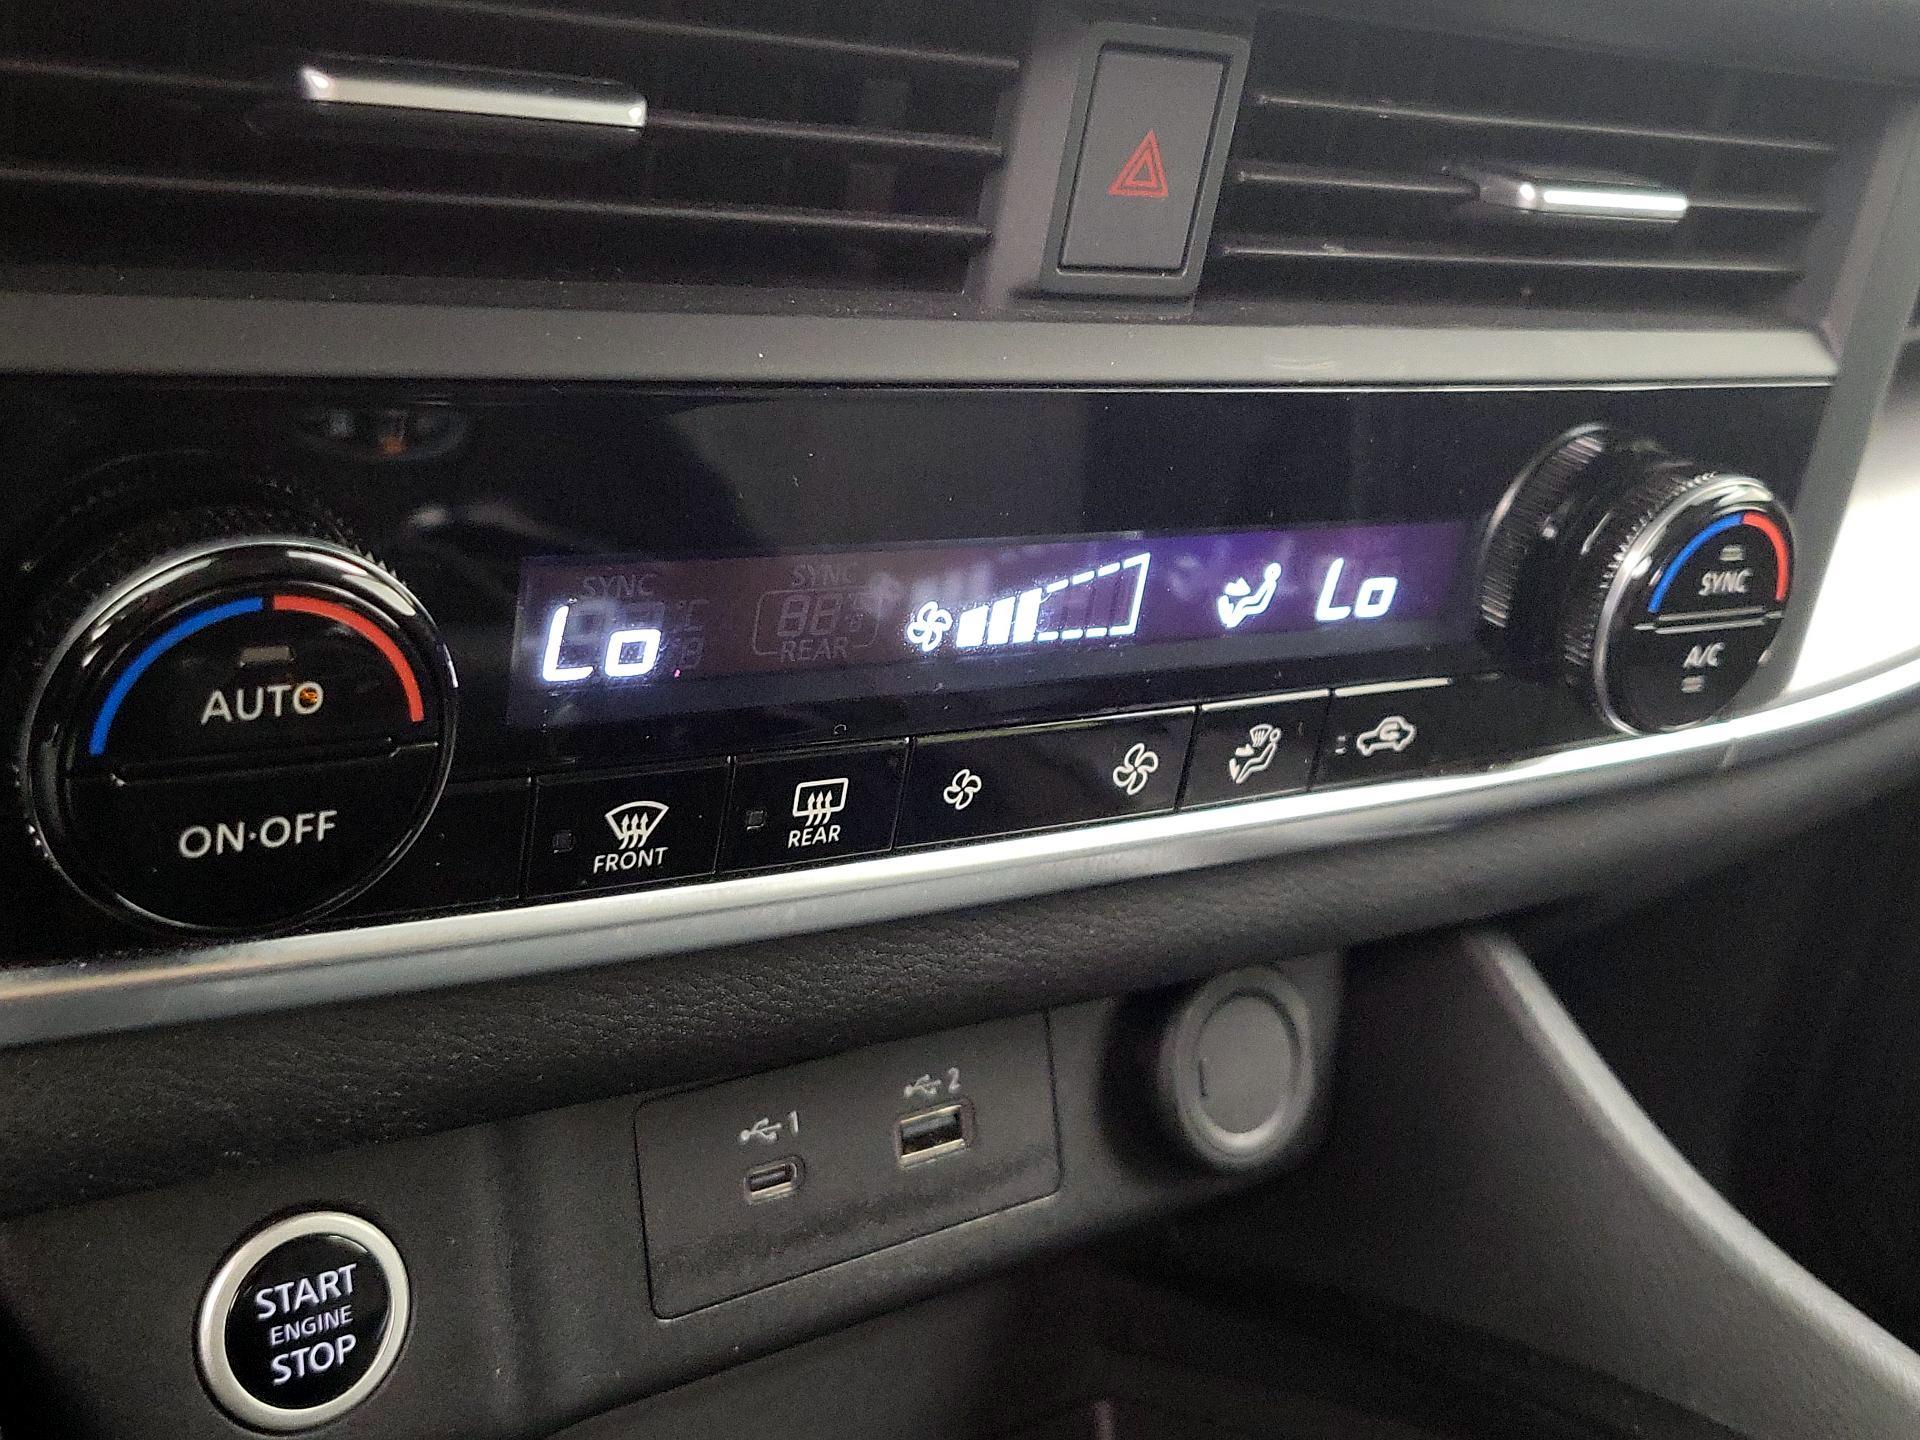 SYNC
SYNC
Lo
88
REAR
Lo
SYNC
A/C
AUTO
ON·OFF
FRONT
REAR
1
2
START
ENGINE
STOP